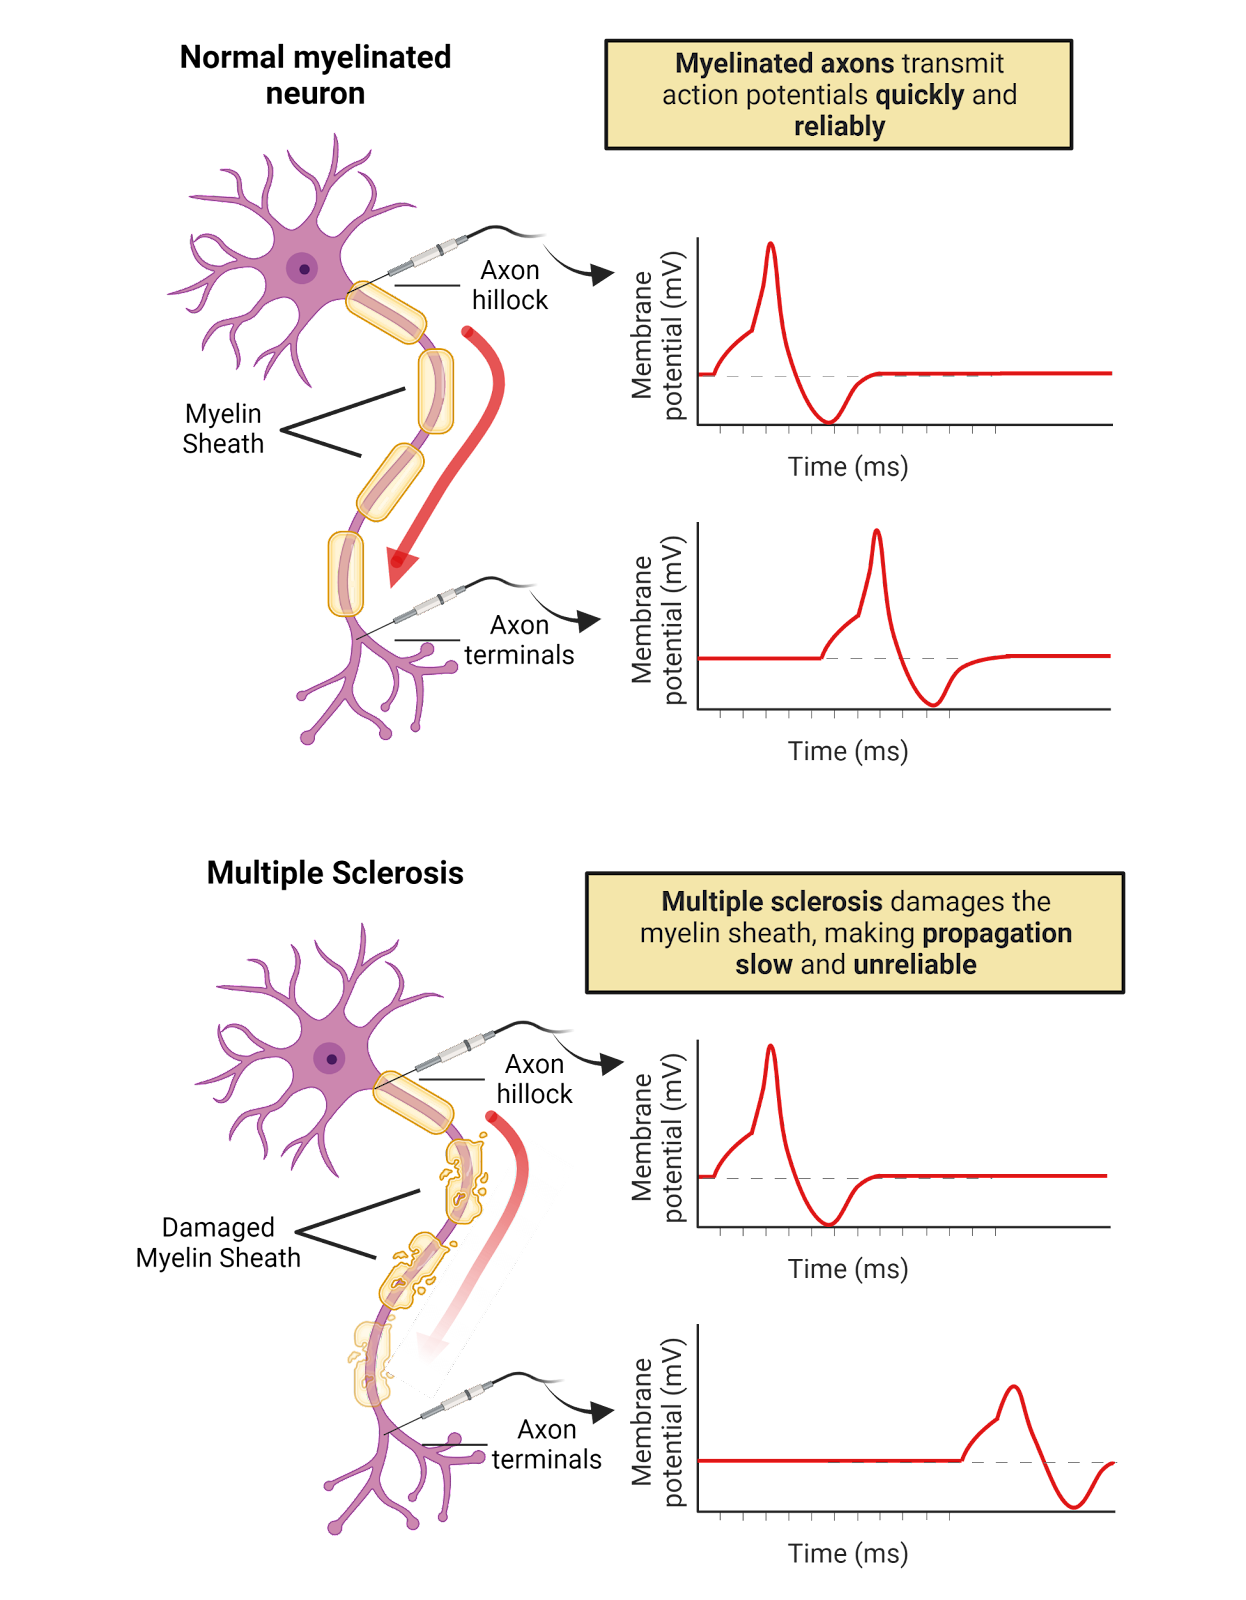 Normal myelinated
neuron
Myelinated axons transmit
action potentials quickly and
reliably
Axon
hillock
Myelin
Sheath
Axon
terminals
Membrane
potential (mV)
Time (ms)
Membrane
potential (mV)
Time (ms)
Multiple Sclerosis
Multiple sclerosis damages the
myelin sheath, making propagation
slow and unreliable
Axon
hillock
Damaged
Myelin Sheath
Axon
terminals
Membrane
potential (mV)
Time (ms)
Membrane
potential (mV)
Time (ms)